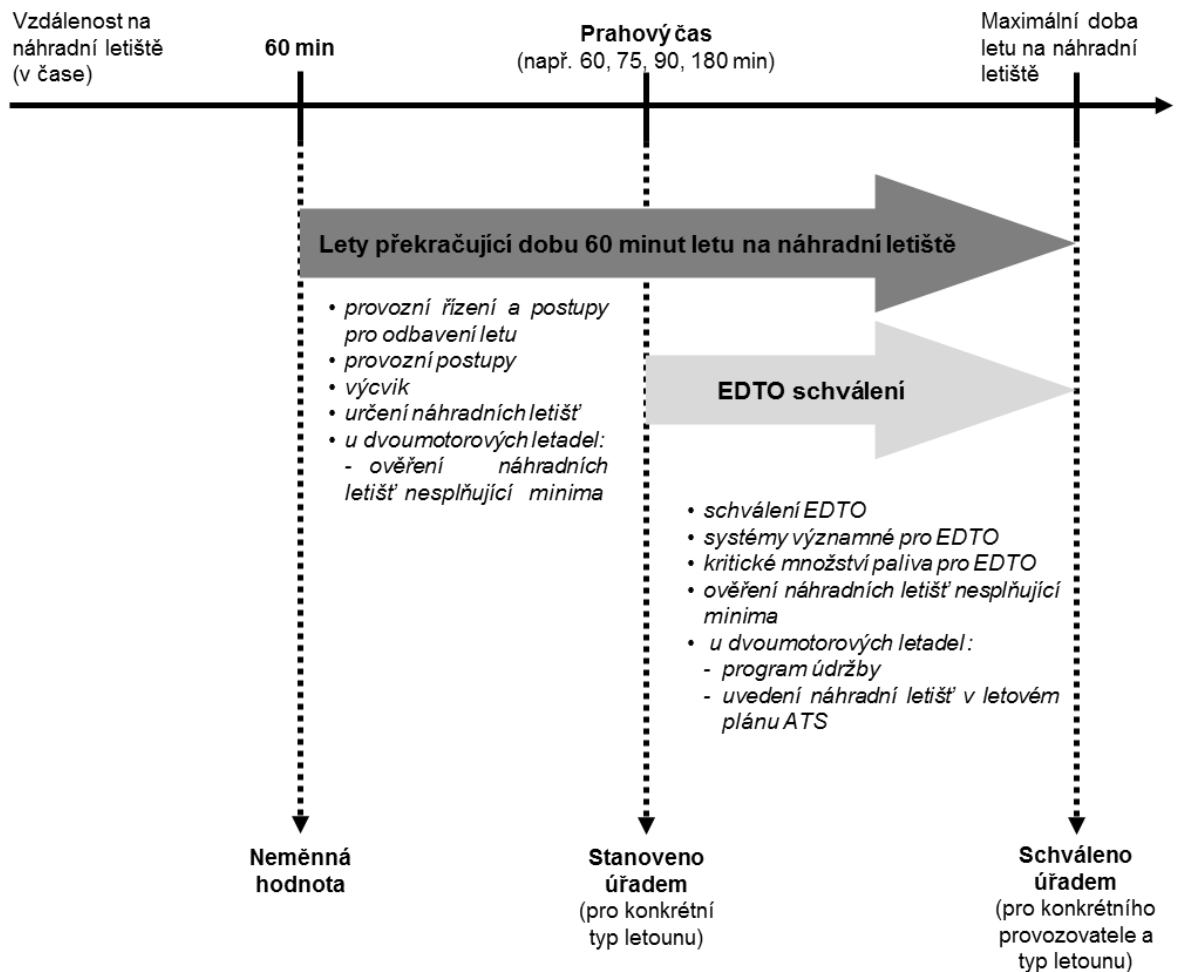 Vzdálenost na
náhradní letiště
(v čase)
60 min
Prahový čas
(např. 60, 75, 90, 180 min)
Maximální doba
letu na náhradní
letiště
Lety překračující dobu 60 minut letu na náhradní letiště
• provozní řízení a postupy
pro odbavení letu
• provozní postupy
• výcvik
• určení náhradních letišť
• u dvoumotorových letadel:
- ověření náhradních
letišť nesplňující minima
EDTO schválení
• schválení EDTO
• systémy významné pro EDTO
• kritické množství paliva pro EDTO
• ověření náhradních letišť nesplňující
minima
• u dvoumotorových letadel:
- program údržby
- uvedení náhradní letišť v letovém
plánu ATS
Neměnná
hodnota
Stanoveno
úřadem
(pro konkrétní
typ letounu)
Schváleno
úřadem
(pro konkrétního
provozovatele a
typ letounu)